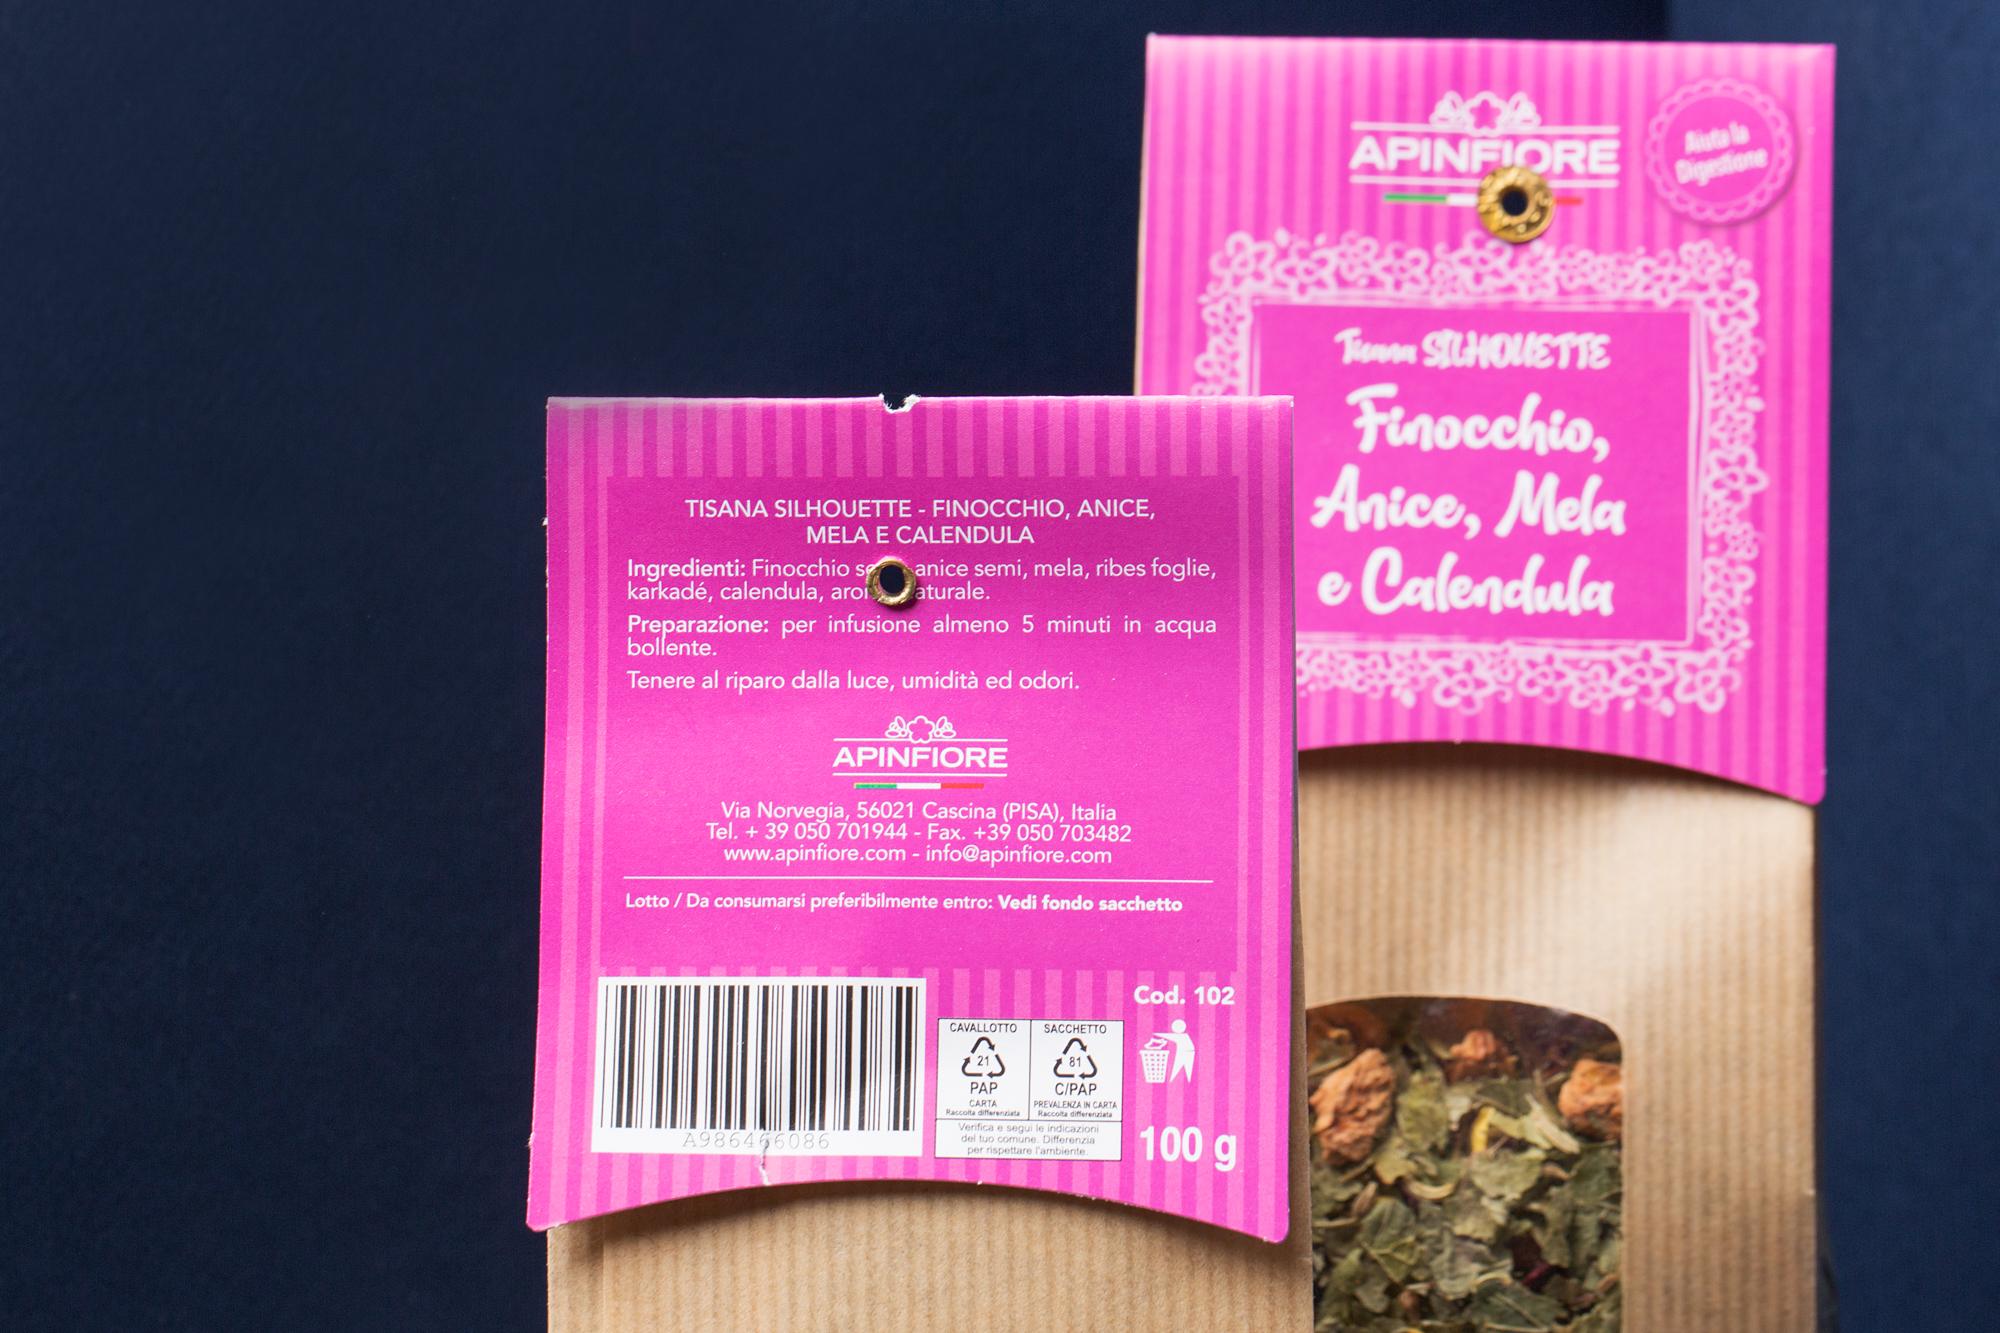 APINFIORE
Aiuta la
Digestione
Tisana SILHOUETTE
Finocchio,
Anice, Mela
e Calendula
TISANA SILHOUETTE - FINOCCHIO, ANICE,
MELA E CALENDULA
Ingredienti: Finocchio anice semi, mela, ribes foglie,
karkadé, calendula,
Preparazione: per infusione almeno 5 minuti in acqua
bollente.
Tenere al riparo dalla luce, umidità ed odori.
APINFIORE
Via Norvegia, 56021 Cascina (PISA), Italia
Tel. + 39 050 701944 - Fax. +39 050 703482
www.apinfiore.com - info@apinfiore.com
Lotto / Da consumarsi preferibilmente entro: Vedi fondo sacchetto
A986466086
Cod. 102
CAVALLOTTO
21
PAP
CARTA
Raccolta differenziata
SACCHETTO
81
C/PAP
PREVALENZA IN CARTA
Raccolta differenziata
Verifica e segui le indicazioni
del tuo comune. Differenzia
per rispettare l'ambiente.
100 g